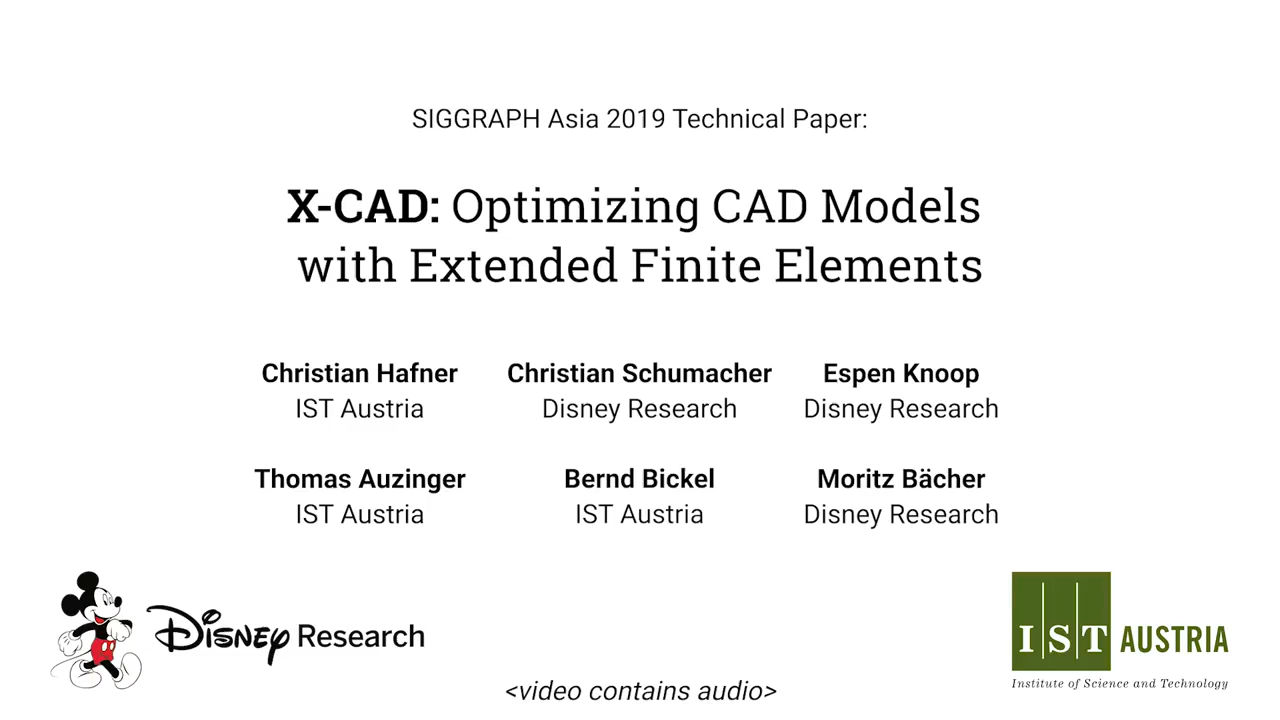 SIGGRAPH Asia 2019 Technical Paper:
X-CAD: Optimizing CAD Models
with Extended Finite Elements
Christian Hafner Christian Schumacher Espen Knoop
IST Austria Disney Research Disney Research
Thomas Auzinger Bernd Bickel Moritz Bächer
IST Austria IST Austria Disney Research
Disney Research
IST AUSTRIA
Institute of Science and Technology
<video contains audio>